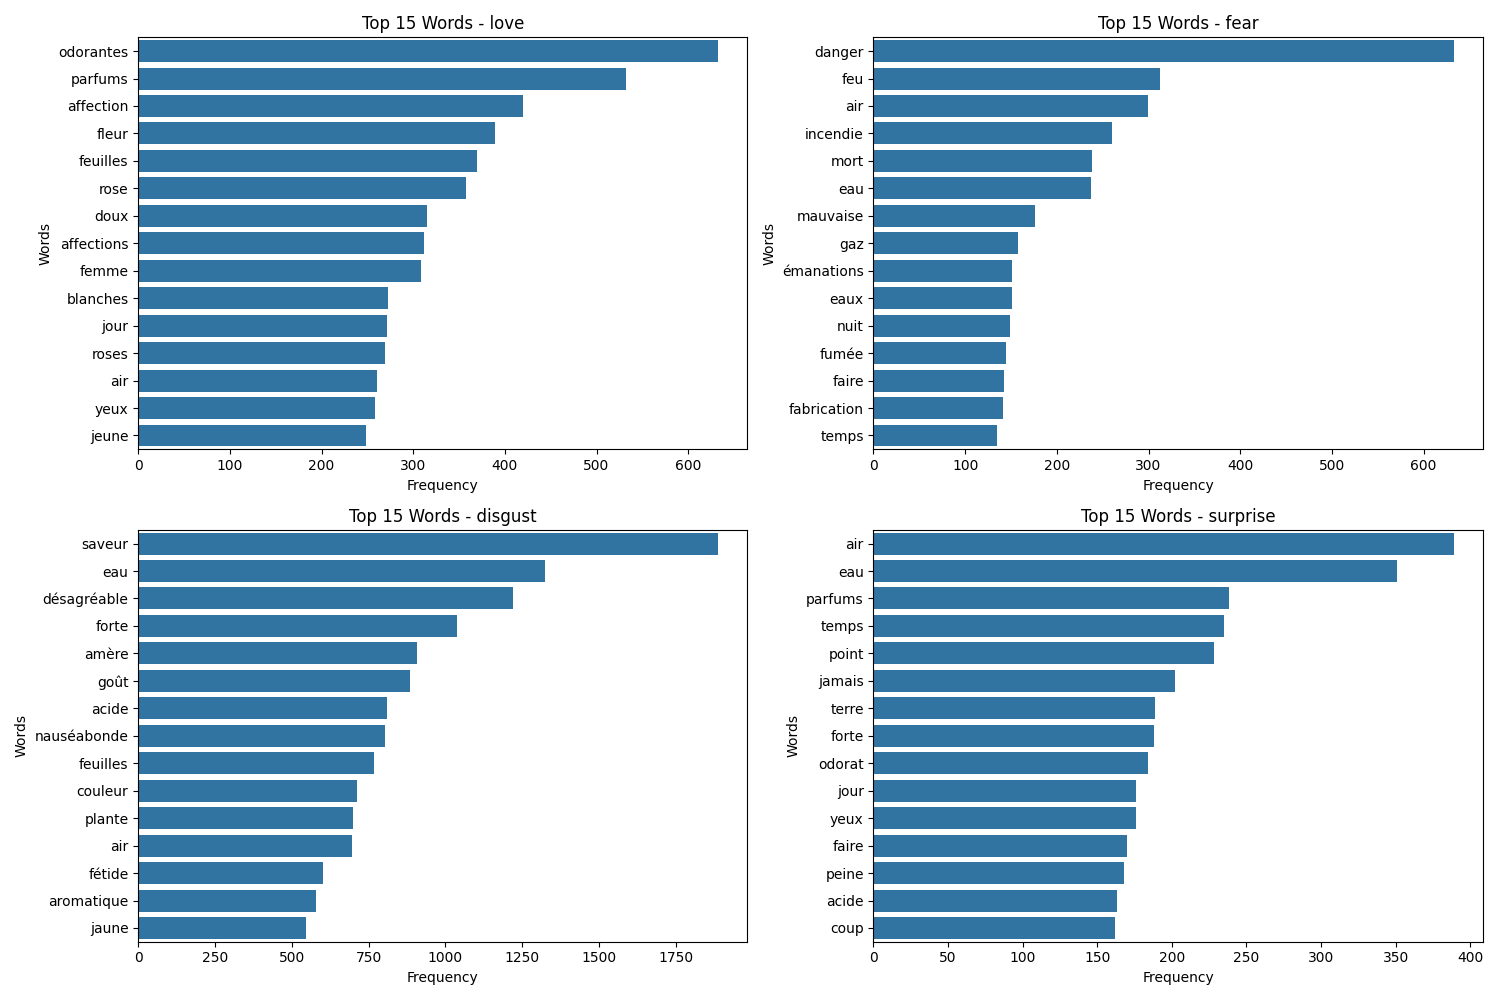 Top 15 Words - love
odorantes
parfums
affection
fleur
feuilles
rose
doux
affections
femme
blanches
jour
roses
air
yeux
jeune
Words
0 100 200 300 400 500 600
Frequency
Top 15 Words - fear
danger
feu
air
incendie
mort
eau
mauvaise
gaz
émanations
eaux
nuit
fumée
faire
fabrication
temps
Words
0 100 200 300 400 500 600
Frequency
Top 15 Words - disgust
saveur
eau
désagréable
forte
amère
goût
acide
nauséabonde
feuilles
couleur
plante
air
fétide
aromatique
jaune
Words
0 250 500 750 1000 1250 1500 1750
Frequency
Top 15 Words - surprise
air
eau
parfums
temps
point
jamais
terre
forte
odorat
jour
yeux
faire
peine
acide
coup
Words
0 50 100 150 200 250 300 350 400
Frequency